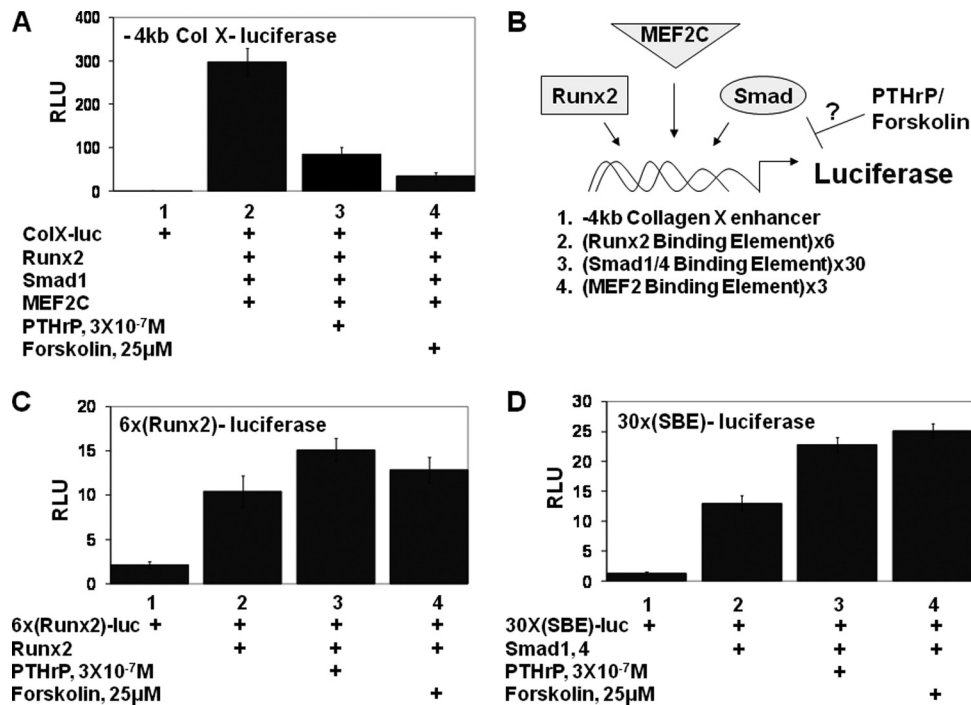 A
-4kb Col X- luciferase
RLU
400
300
200
100
0
1 2 3 4
ColX-luc + + + +
Runx2 + + +
Smad1 + + +
MEF2C + + +
PTHrP, 3X10⁻⁷M +
Forskolin, 25µM +
B
MEF2C
Runx2
Smad
?
PTHrP/
Forskolin
Luciferase
1. -4kb Collagen X enhancer
2. (Runx2 Binding Element)x6
3. (Smad1/4 Binding Element)x30
4. (MEF2 Binding Element)x3
C
6x(Runx2)- luciferase
RLU
20
15
10
5
0
1 2 3 4
6x(Runx2)-luc + + + +
Runx2 + + +
PTHrP, 3X10⁻⁷M +
Forskolin, 25µM +
D
30x(SBE)- luciferase
RLU
30
25
20
15
10
5
0
1 2 3 4
30X(SBE)-luc + + + +
Smad1, 4 + + +
PTHrP, 3X10⁻⁷M +
Forskolin, 25µM +